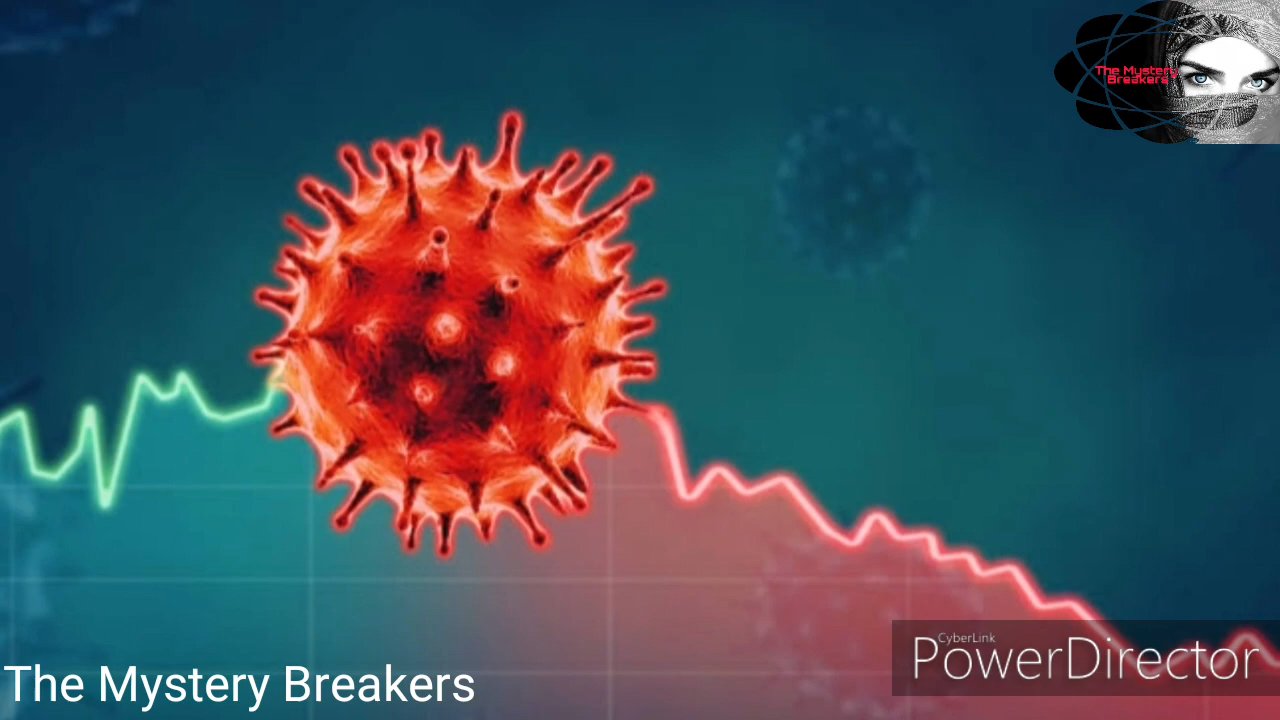 The Mystery
Breakers
CyberLink
PowerDirector
The Mystery Breakers